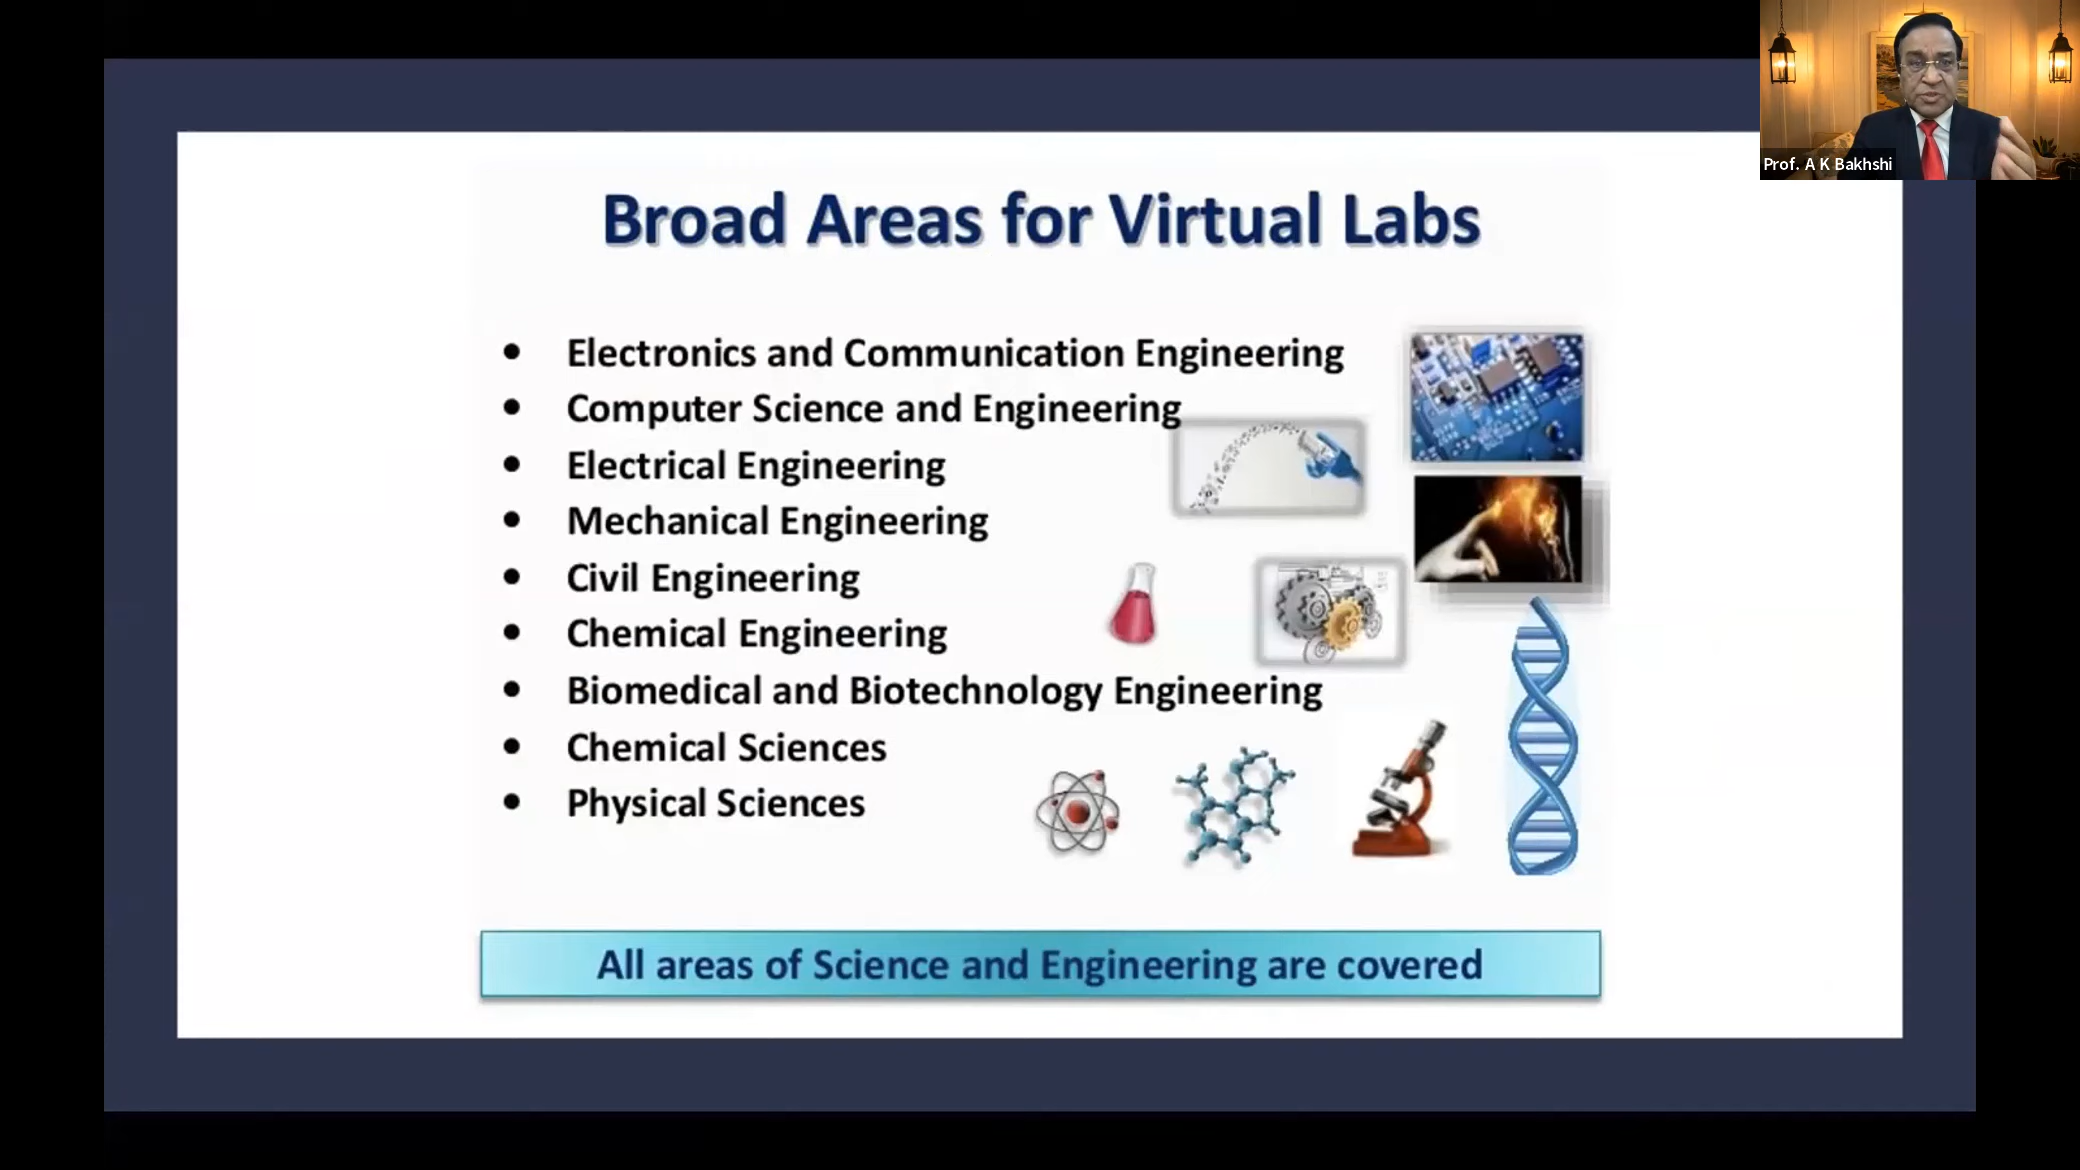 Prof. A K Bakhshi
Broad Areas for Virtual Labs
• Electronics and Communication Engineering
• Computer Science and Engineering
• Electrical Engineering
• Mechanical Engineering
• Civil Engineering
• Chemical Engineering
• Biomedical and Biotechnology Engineering
• Chemical Sciences
• Physical Sciences
All areas of Science and Engineering are covered